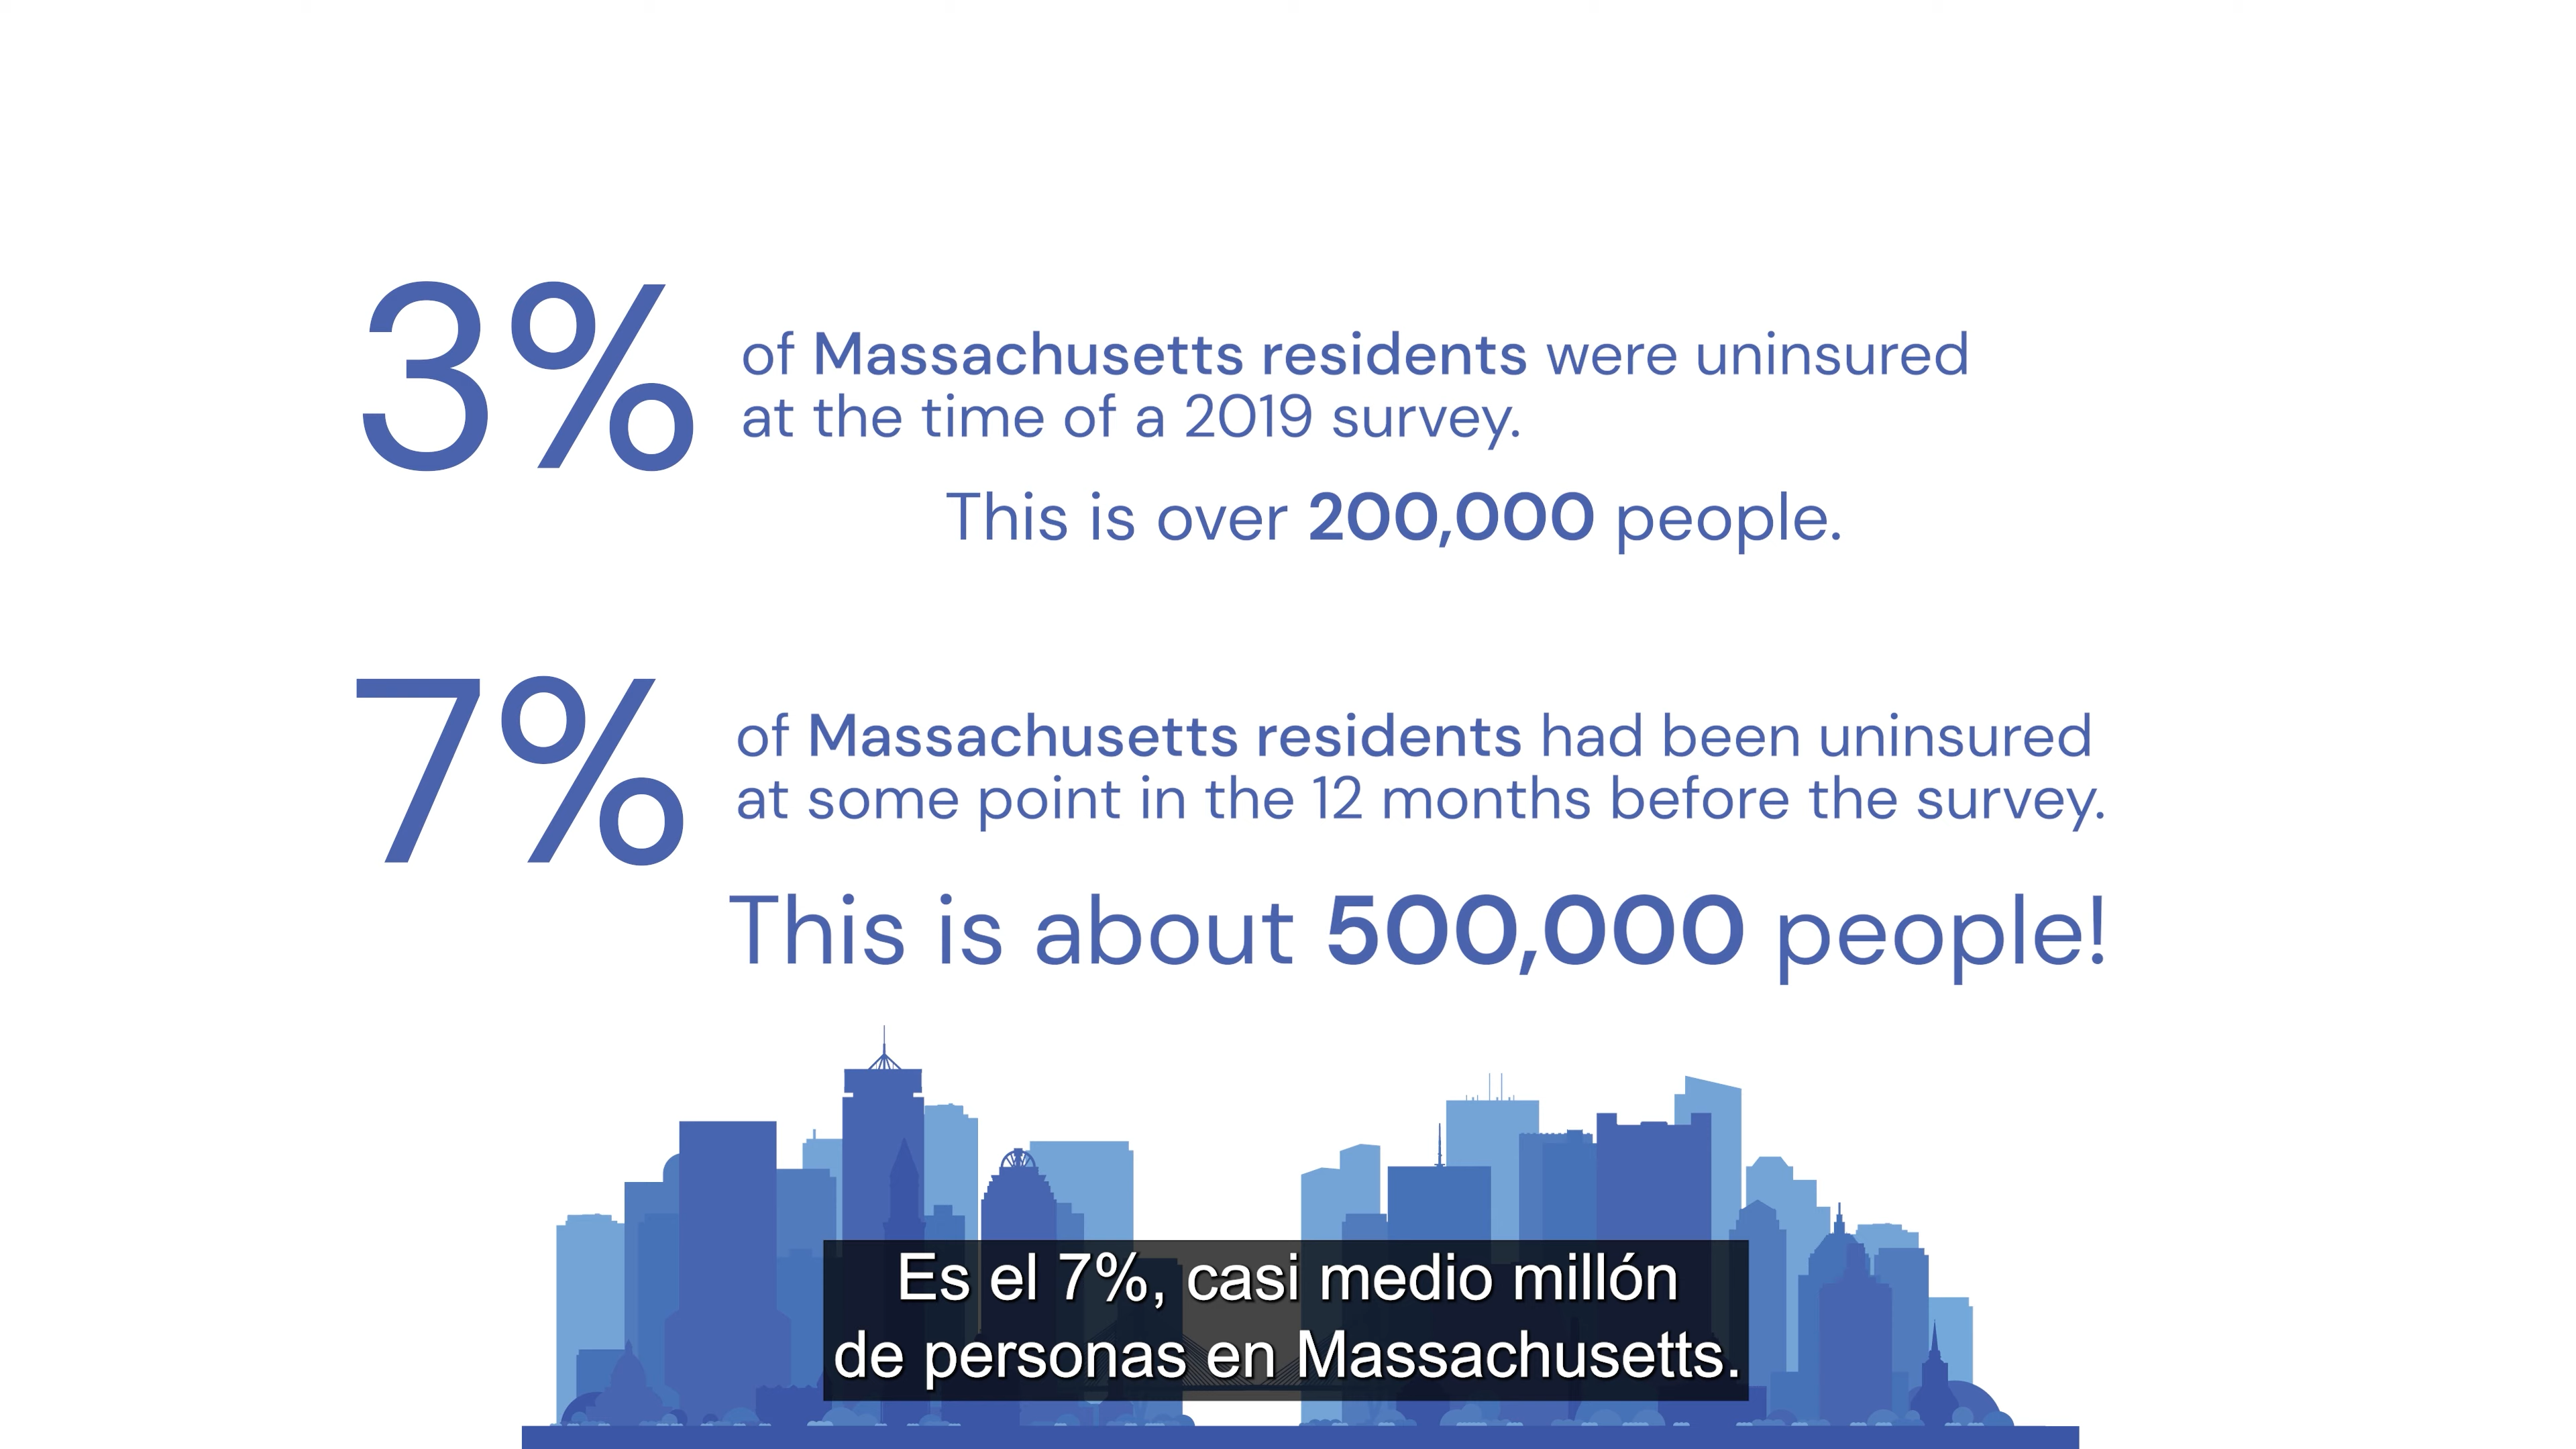 3%
of Massachusetts residents were uninsured
at the time of a 2019 survey.
This is over 200,000 people.
7%
of Massachusetts residents had been uninsured
at some point in the 12 months before the survey.
This is about 500,000 people!
Es el 7%, casi medio millón
de personas en Massachusetts.